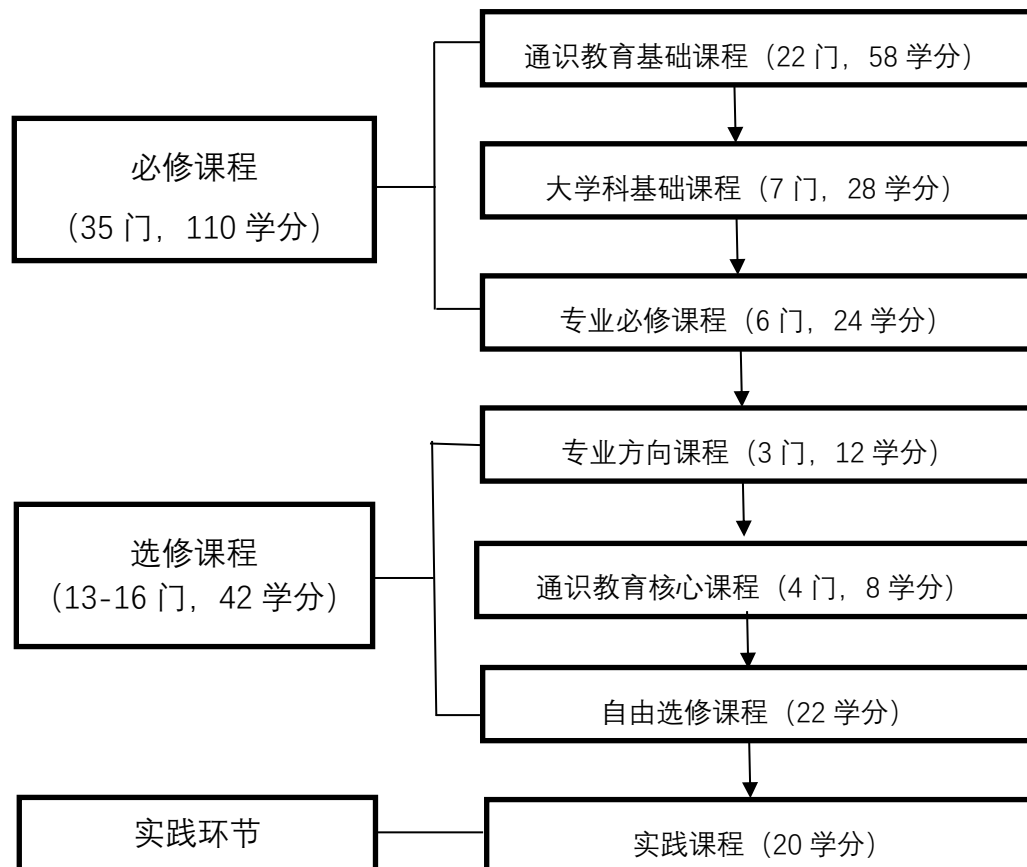 通识教育基础课程（22 门，58 学分）
必修课程
（35 门，110 学分）
大学科基础课程（7 门，28 学分）
专业必修课程（6 门，24 学分）
专业方向课程（3 门，12 学分）
选修课程
（13-16 门，42 学分）
通识教育核心课程（4 门，8 学分）
自由选修课程（22 学分）
实践环节
实践课程（20 学分）